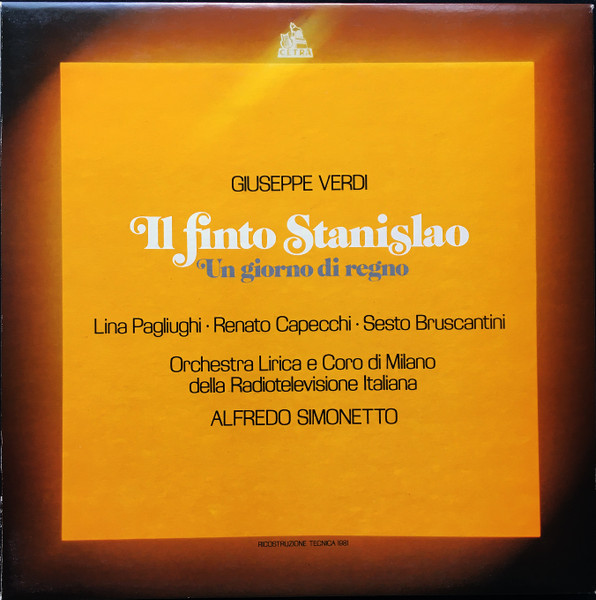 CETRA
GIUSEPPE VERDI
Il finto Stanislao
Un giorno di regno
Lina Pagliughi · Renato Capecchi · Sesto Bruscantini
Orchestra Lirica e Coro di Milano
della Radiotelevisione Italiana
ALFREDO SIMONETTO
RICOSTRUZIONE TECNICA 1981